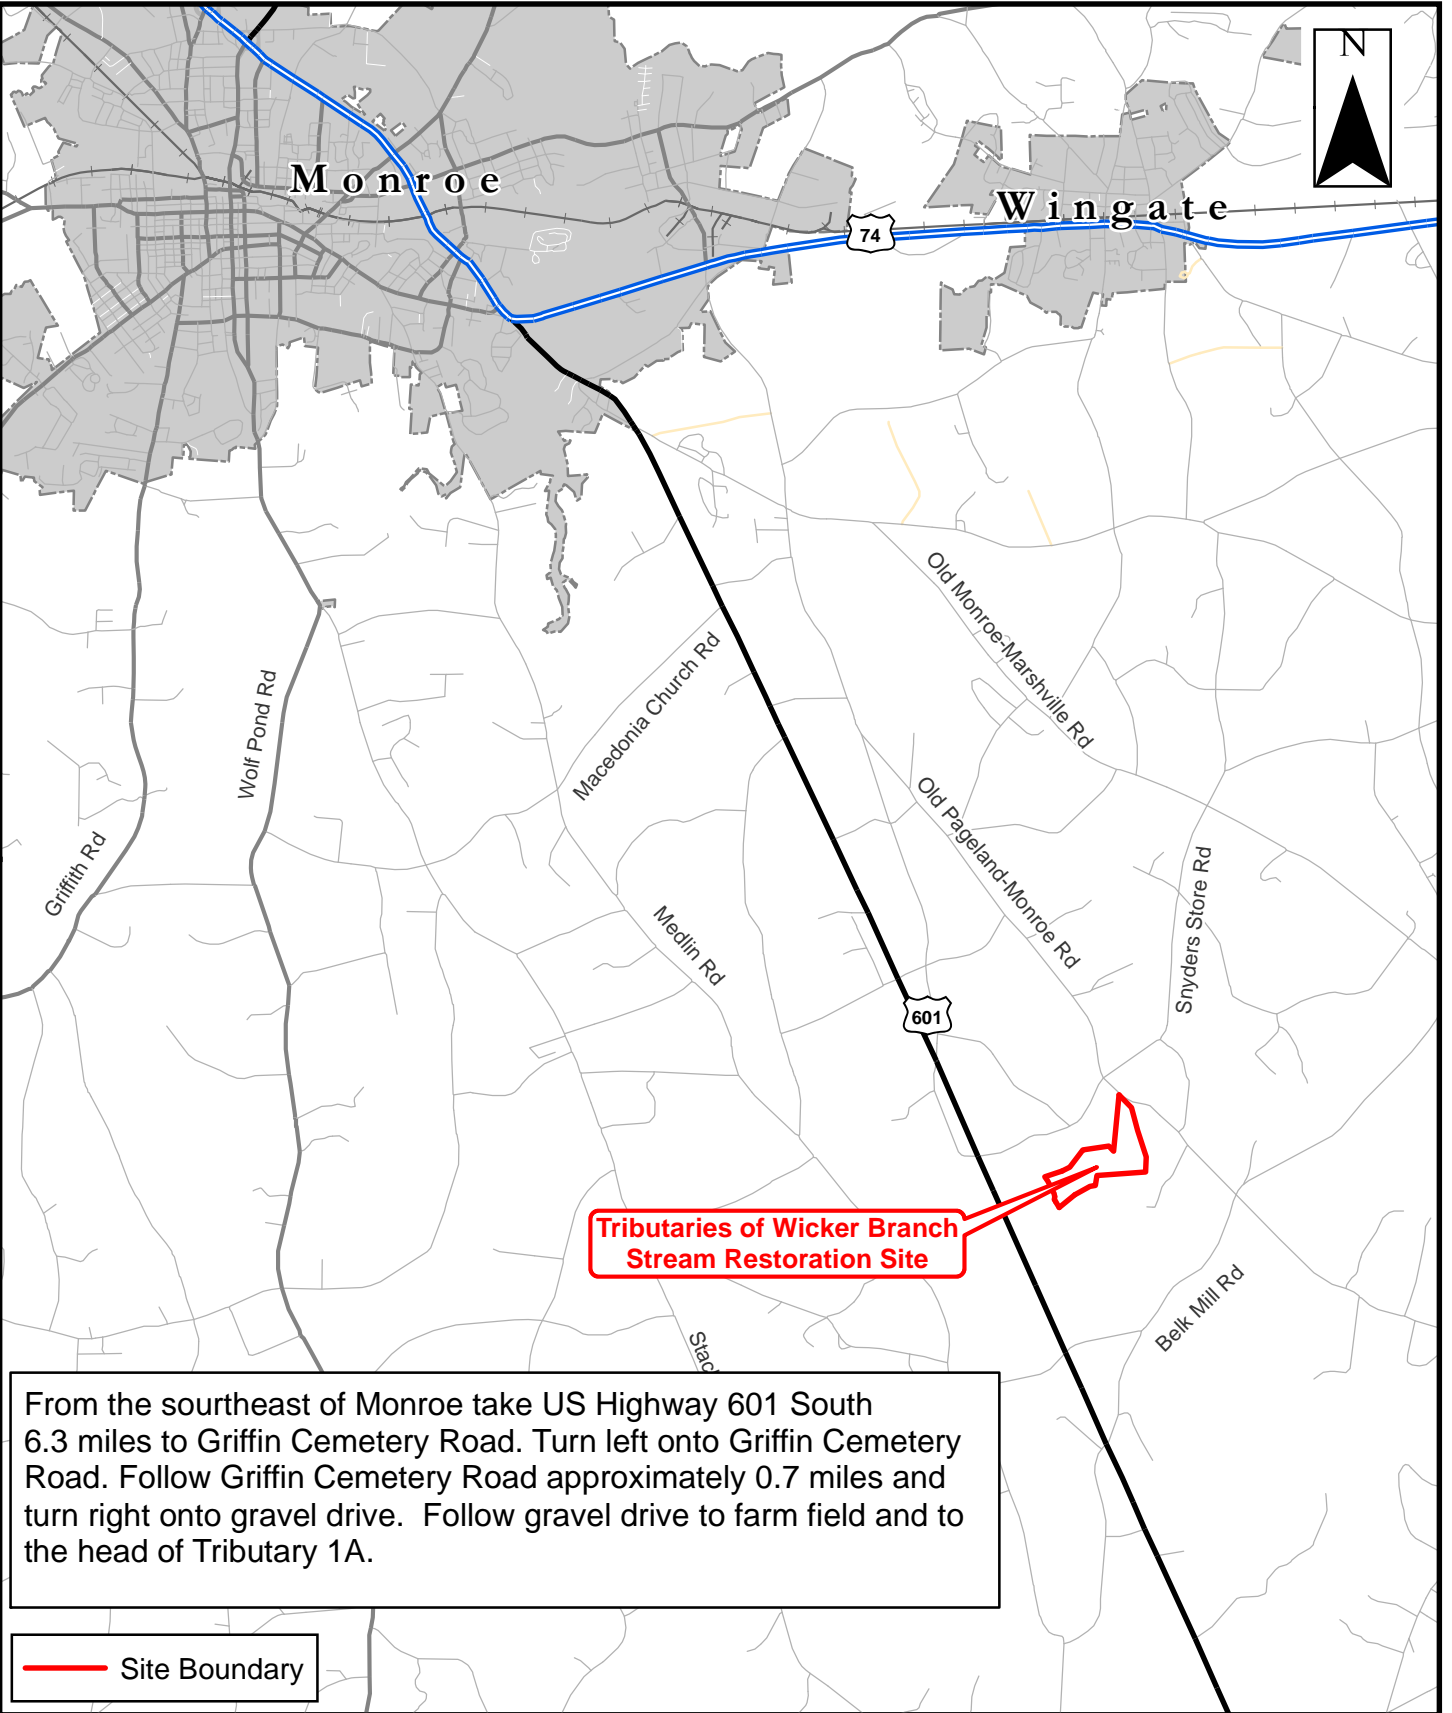 N
Monroe
Wingate
74
Old Monroe-Marshville Rd
Macedonia Church Rd
Wolf Pond Rd
Old Pageland-Monroe Rd
Griffith Rd
Snyders Store Rd
Medlin Rd
601
Tributaries of Wicker Branch
Stream Restoration Site
Belk Mill Rd
From the sourtheast of Monroe take US Highway 601 South
6.3 miles to Griffin Cemetery Road. Turn left onto Griffin Cemetery
Road. Follow Griffin Cemetery Road approximately 0.7 miles and
turn right onto gravel drive.  Follow gravel drive to farm field and to
the head of Tributary 1A.
Site Boundary